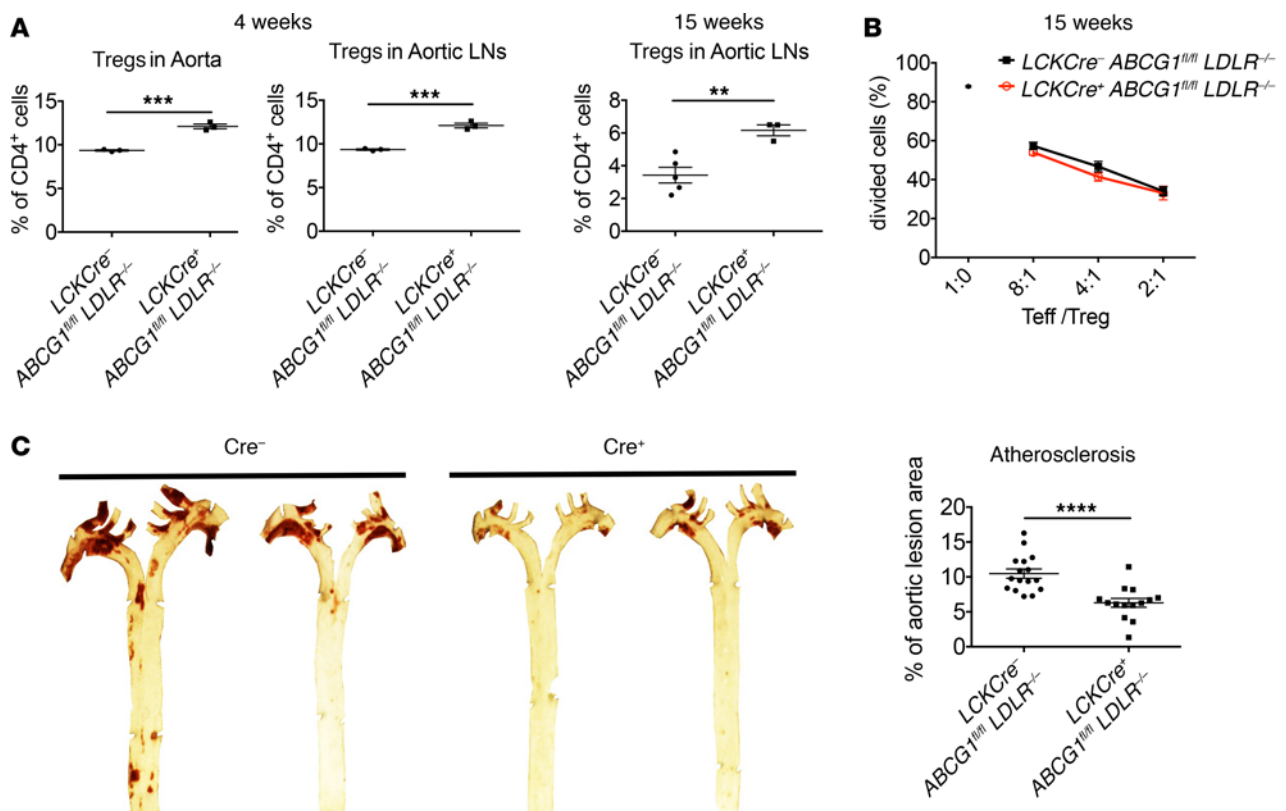 A
4 weeks
Tregs in Aorta
***
% of CD4⁺ cells
15
10
5
0
LCKCre⁻
ABCG1ᶠˡ/ᶠˡ LDLR⁻/⁻
LCKCre⁺
ABCG1ᶠˡ/ᶠˡ LDLR⁻/⁻
Tregs in Aortic LNs
***
% of CD4⁺ cells
15
10
5
0
LCKCre⁻
ABCG1ᶠˡ/ᶠˡ LDLR⁻/⁻
LCKCre⁺
ABCG1ᶠˡ/ᶠˡ LDLR⁻/⁻
15 weeks
Tregs in Aortic LNs
**
% of CD4⁺ cells
8
6
4
2
0
LCKCre⁻
ABCG1ᶠˡ/ᶠˡ LDLR⁻/⁻
LCKCre⁺
ABCG1ᶠˡ/ᶠˡ LDLR⁻/⁻
B
15 weeks
LCKCre⁻ ABCG1ᶠˡ/ᶠˡ LDLR⁻/⁻
LCKCre⁺ ABCG1ᶠˡ/ᶠˡ LDLR⁻/⁻
divided cells (%)
100
80
60
40
20
0
1:0
8:1
4:1
2:1
Teff /Treg
C
Cre⁻
Cre⁺
Atherosclerosis
****
% of aortic lesion area
20
15
10
5
0
LCKCre⁻
ABCG1ᶠˡ/ᶠˡ LDLR⁻/⁻
LCKCre⁺
ABCG1ᶠˡ/ᶠˡ LDLR⁻/⁻